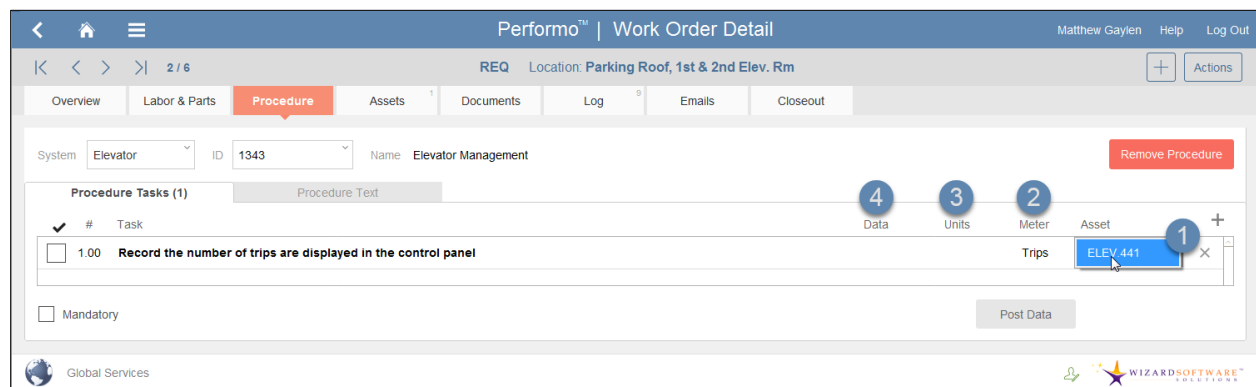 Performo™ | Work Order Detail Matthew Gaylen Help Log Out
2 / 6 REQ Location: Parking Roof, 1st & 2nd Elev. Rm + Actions
Overview Labor & Parts Procedure Assets 1 Documents Log 9 Emails Closeout
System Elevator ID 1343 Name Elevator Management Remove Procedure
Procedure Tasks (1) Procedure Text
4 3 2
# Task Data Units Meter Asset +
1
1.00 Record the number of trips are displayed in the control panel Trips ELEV.441 ×
Mandatory Post Data
Global Services WIZARDSOFTWARE™
SOLUTIONS